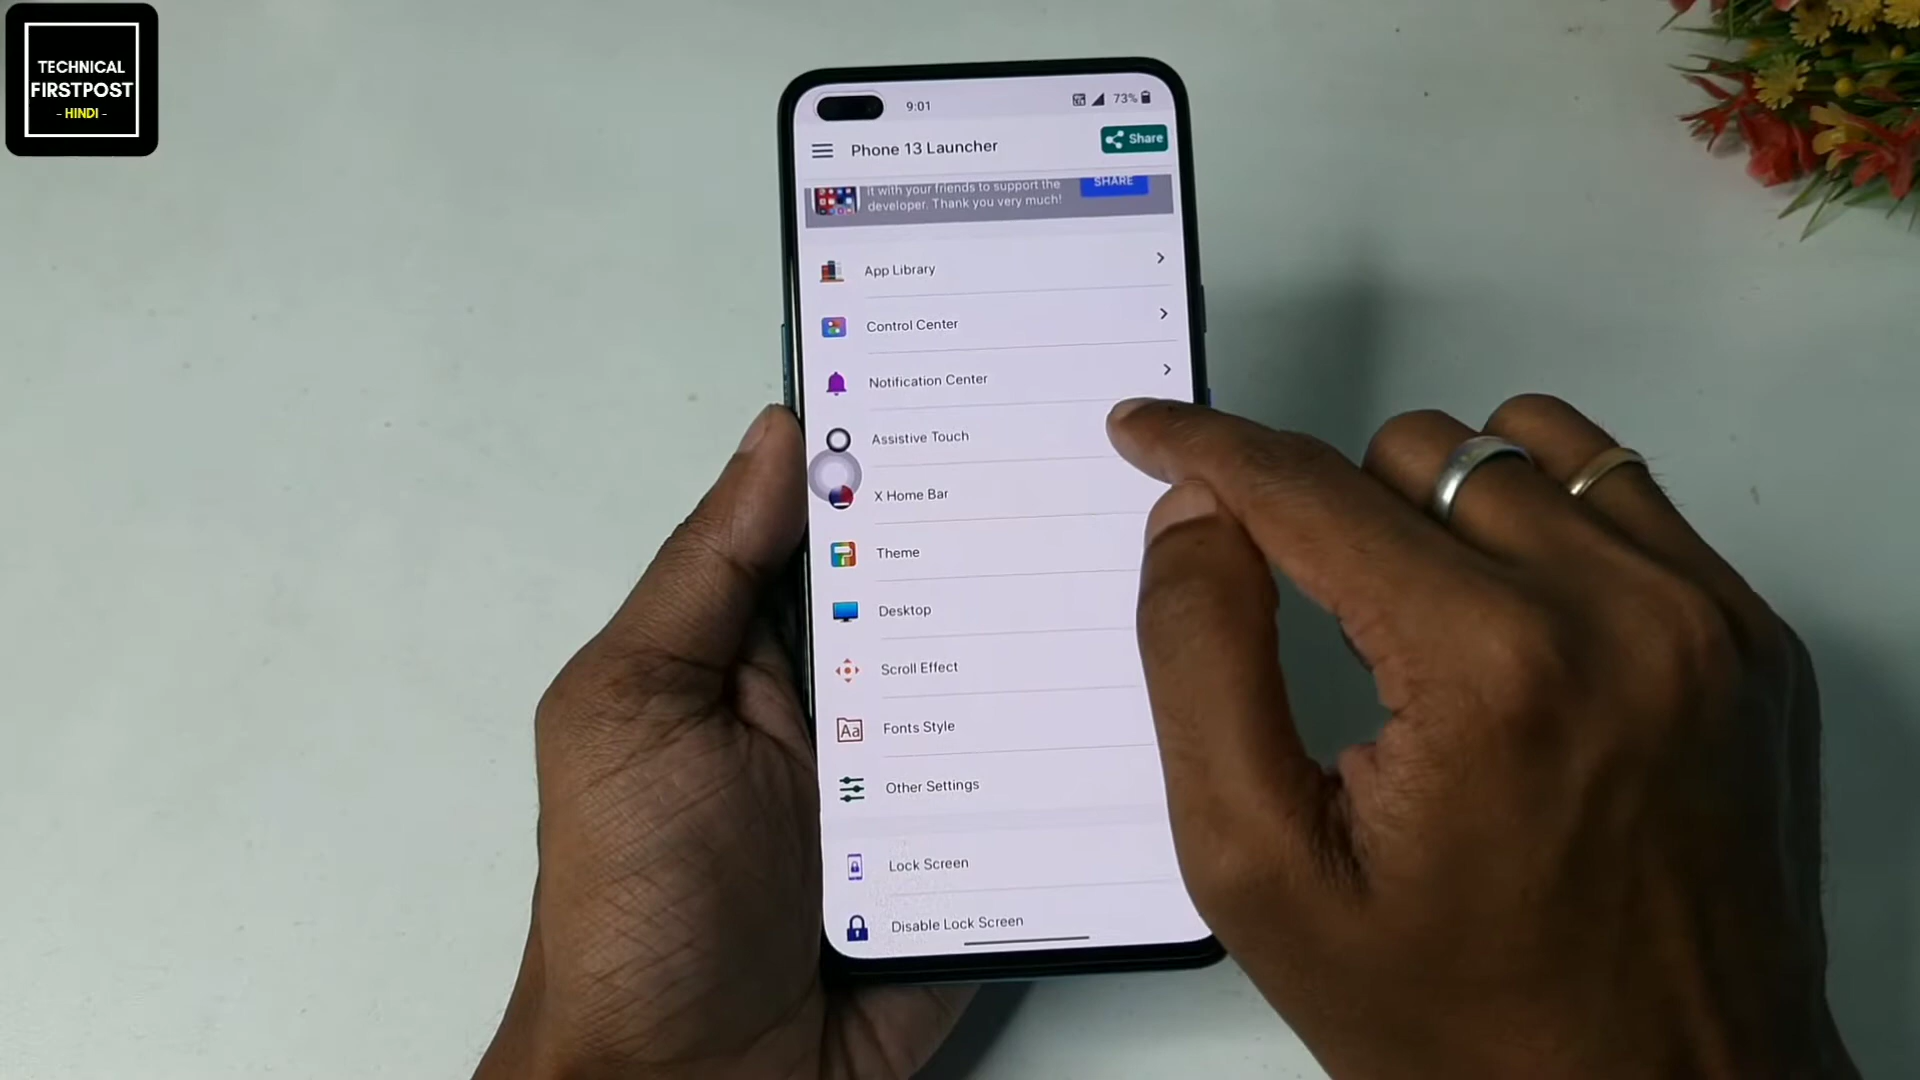 TECHNICAL
FIRSTPOST
- HINDI -
9:01
73%
Phone 13 Launcher
Share
it with your friends to support the
developer. Thank you very much!
SHARE
App Library
Control Center
Notification Center
Assistive Touch
X Home Bar
Theme
Desktop
Scroll Effect
Aa
Fonts Style
Other Settings
Lock Screen
Disable Lock Screen